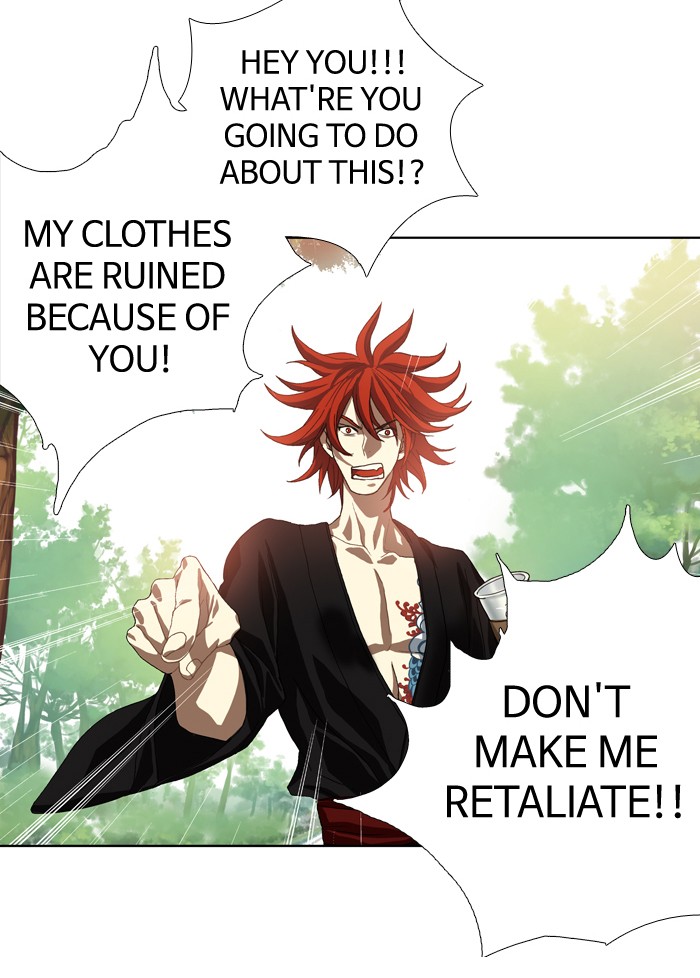 HEY YOU!!!
WHAT'RE YOU
GOING TO DO
ABOUT THIS!?
MY CLOTHES
ARE RUINED
BECAUSE OF
YOU!
DON'T
MAKE ME
RETALIATE!!